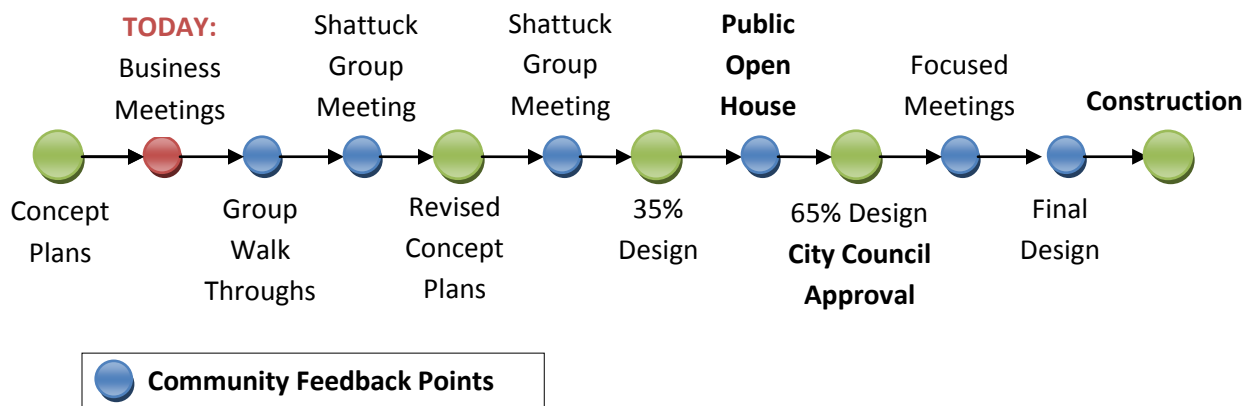 TODAY:
Business
Meetings
Shattuck
Group
Meeting
Shattuck
Group
Meeting
Public
Open
House
Focused
Meetings
Construction
Concept
Plans
Group
Walk
Throughs
Revised
Concept
Plans
35%
Design
65% Design
City Council
Approval
Final
Design
Community Feedback Points